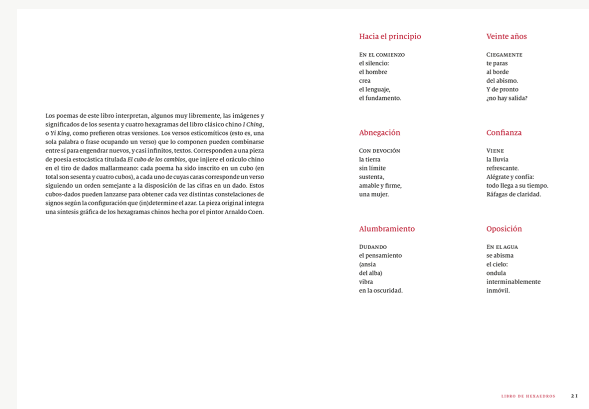 Los poemas de este libro interpretan, algunos muy libremente, las imágenes y
significados de los sesenta y cuatro hexagramas del libro clásico chino I Ching,
o Yi King, como prefieren otras versiones. Los versos esticomíticos (esto es, una
sola palabra o frase ocupando un verso) que lo componen pueden combinarse
entre sí para engendrar nuevos, y casi infinitos, textos. Corresponden a una pieza
de poesía estocástica titulada El cubo de los cambios, que injiere el oráculo chino
en el tiro de dados mallarmeano: cada poema ha sido inscrito en un cubo (en
total son sesenta y cuatro cubos), a cada uno de cuyas caras corresponde un verso
siguiendo un orden semejante a la disposición de las cifras en un dado. Estos
cubos-dados pueden lanzarse para obtener cada vez distintas constelaciones de
signos según la configuración que (in)determine el azar. La pieza original integra
una síntesis gráfica de los hexagramas chinos hecha por el pintor Arnaldo Coen.
Hacia el principio
En el comienzo
el silencio:
el hombre
crea
el lenguaje,
el fundamento.
Veinte años
Ciegamente
te paras
al borde
del abismo.
Y de pronto
¿no hay salida?
Abnegación
Con devoción
la tierra
sin límite
sustenta,
amable y firme,
una mujer.
Confianza
Viene
la lluvia
refrescante.
Alégrate y confía:
todo llega a su tiempo.
Ráfagas de claridad.
Alumbramiento
Dudando
el pensamiento
(ansia
del alba)
vibra
en la oscuridad.
Oposición
En el agua
se abisma
el cielo:
ondula
interminablemente
inmóvil.
LIBRO DE HEXAEDROS 21